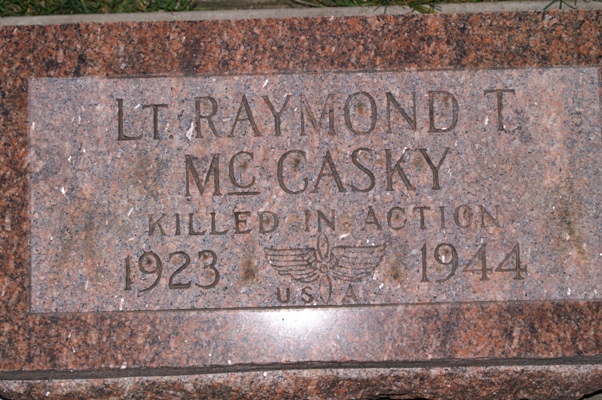 LT. RAYMOND T.
McCASKY
KILLED IN ACTION
1923 1944
U.S.A.